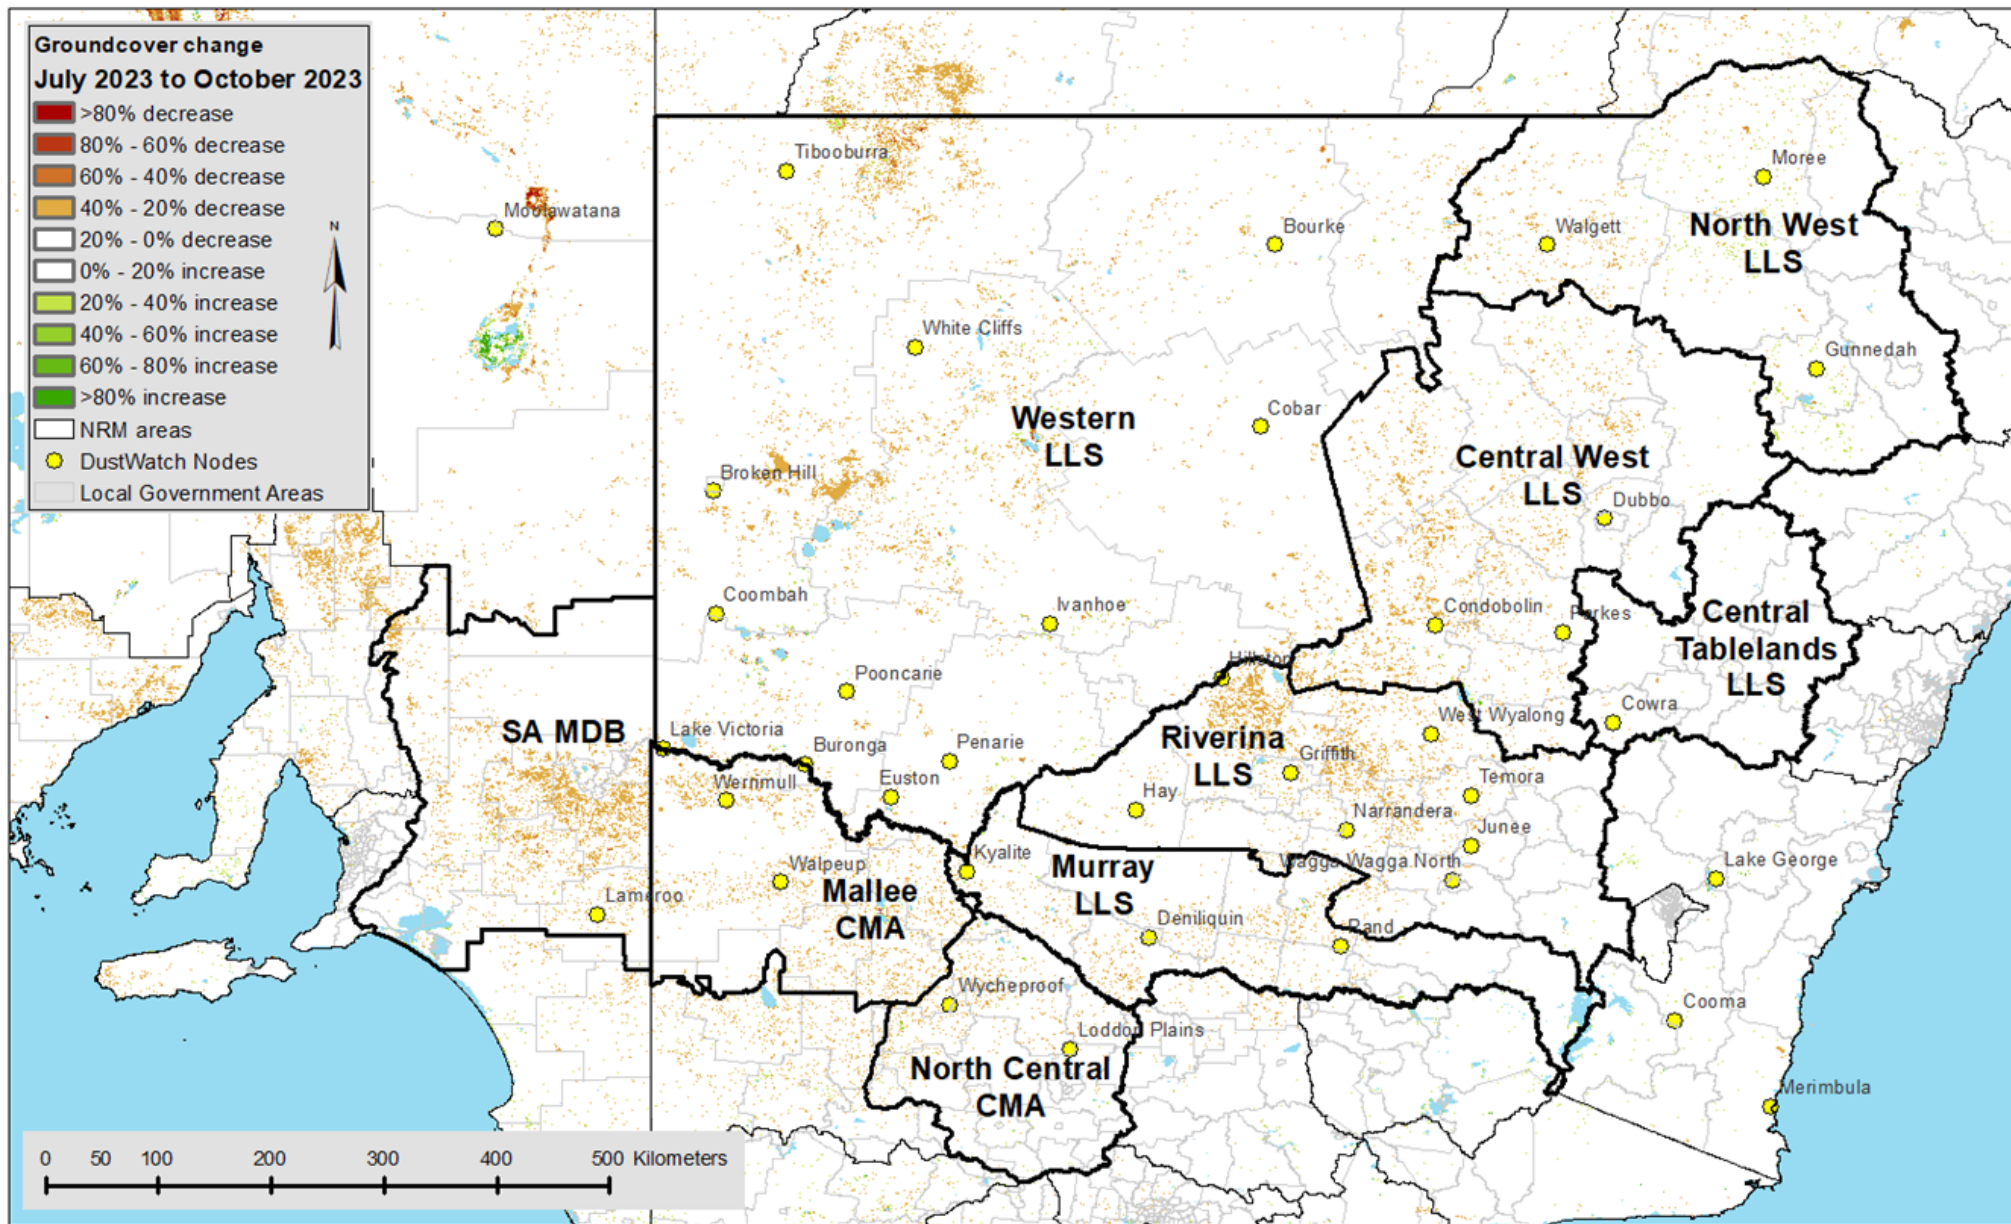 Groundcover change
July 2023 to October 2023
>80% decrease
80% - 60% decrease
60% - 40% decrease
40% - 20% decrease
20% - 0% decrease
0% - 20% increase
20% - 40% increase
40% - 60% increase
60% - 80% increase
>80% increase
NRM areas
DustWatch Nodes
Local Government Areas
N
Tibooburra
Moolawatana
Bourke
Walgett
Moree
North West
LLS
White Cliffs
Gunnedah
Western
LLS
Cobar
Central West
LLS
Broken Hill
Dubbo
Coombah
Ivanhoe
Condobolin
Parkes
Central
Tablelands
LLS
Hillston
Pooncarie
SA MDB
Lake Victoria
Buronga
Penarie
Riverina
LLS
West Wyalong
Cowra
Wernmull
Euston
Griffith
Hay
Temora
Narrandera
Junee
Kyalite
Walpeup
Mallee
CMA
Murray
LLS
Wagga Wagga North
Lake George
Lameroo
Deniliquin
Rand
Wycheproof
Cooma
Loddon Plains
North Central
CMA
Merimbula
0 50 100 200 300 400 500 Kilometers